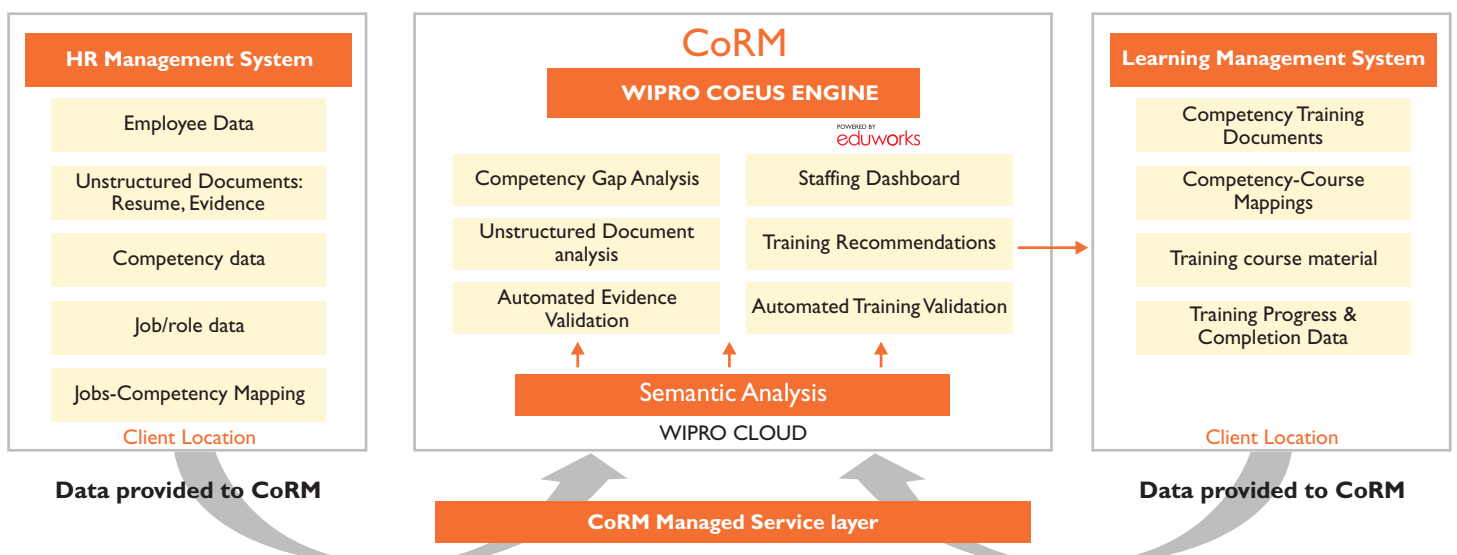 HR Management System
Employee Data
Unstructured Documents:
Resume, Evidence
Competency data
Job/role data
Jobs-Competency Mapping
Client Location
Data provided to CoRM
CoRM
WIPRO COEUS ENGINE
POWERED BY
eduworks
Competency Gap Analysis
Staffing Dashboard
Unstructured Document
analysis
Training Recommendations
Automated Evidence
Validation
Automated Training Validation
Semantic Analysis
WIPRO CLOUD
CoRM Managed Service layer
Learning Management System
Competency Training
Documents
Competency-Course
Mappings
Training course material
Training Progress &
Completion Data
Client Location
Data provided to CoRM